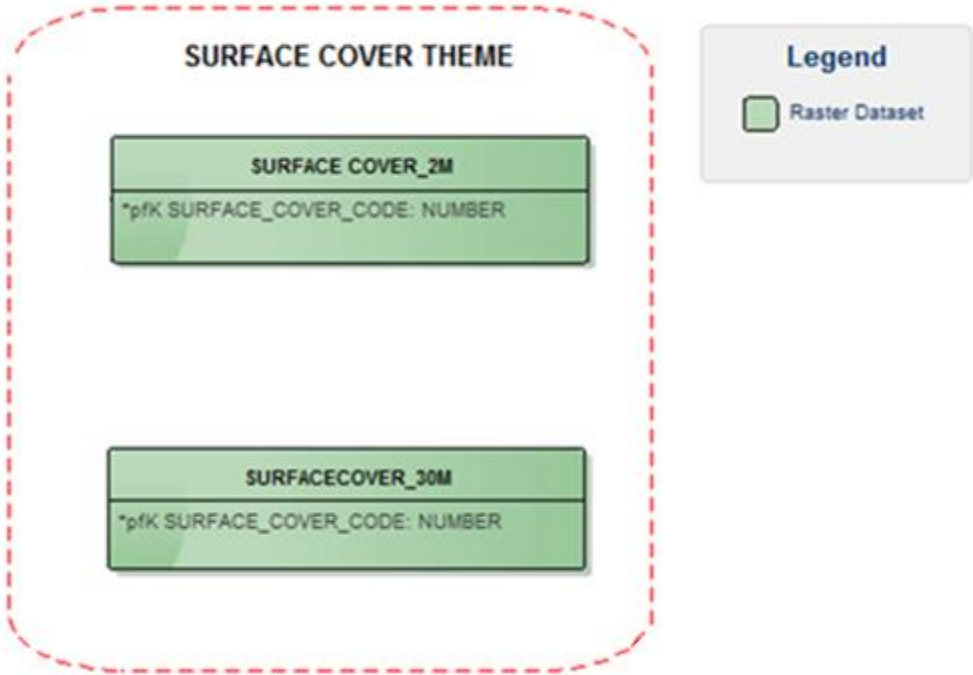 SURFACE COVER THEME
Legend
Raster Dataset
SURFACE COVER_2M
*pfK SURFACE_COVER_CODE: NUMBER
SURFACECOVER_30M
*pfK SURFACE_COVER_CODE: NUMBER